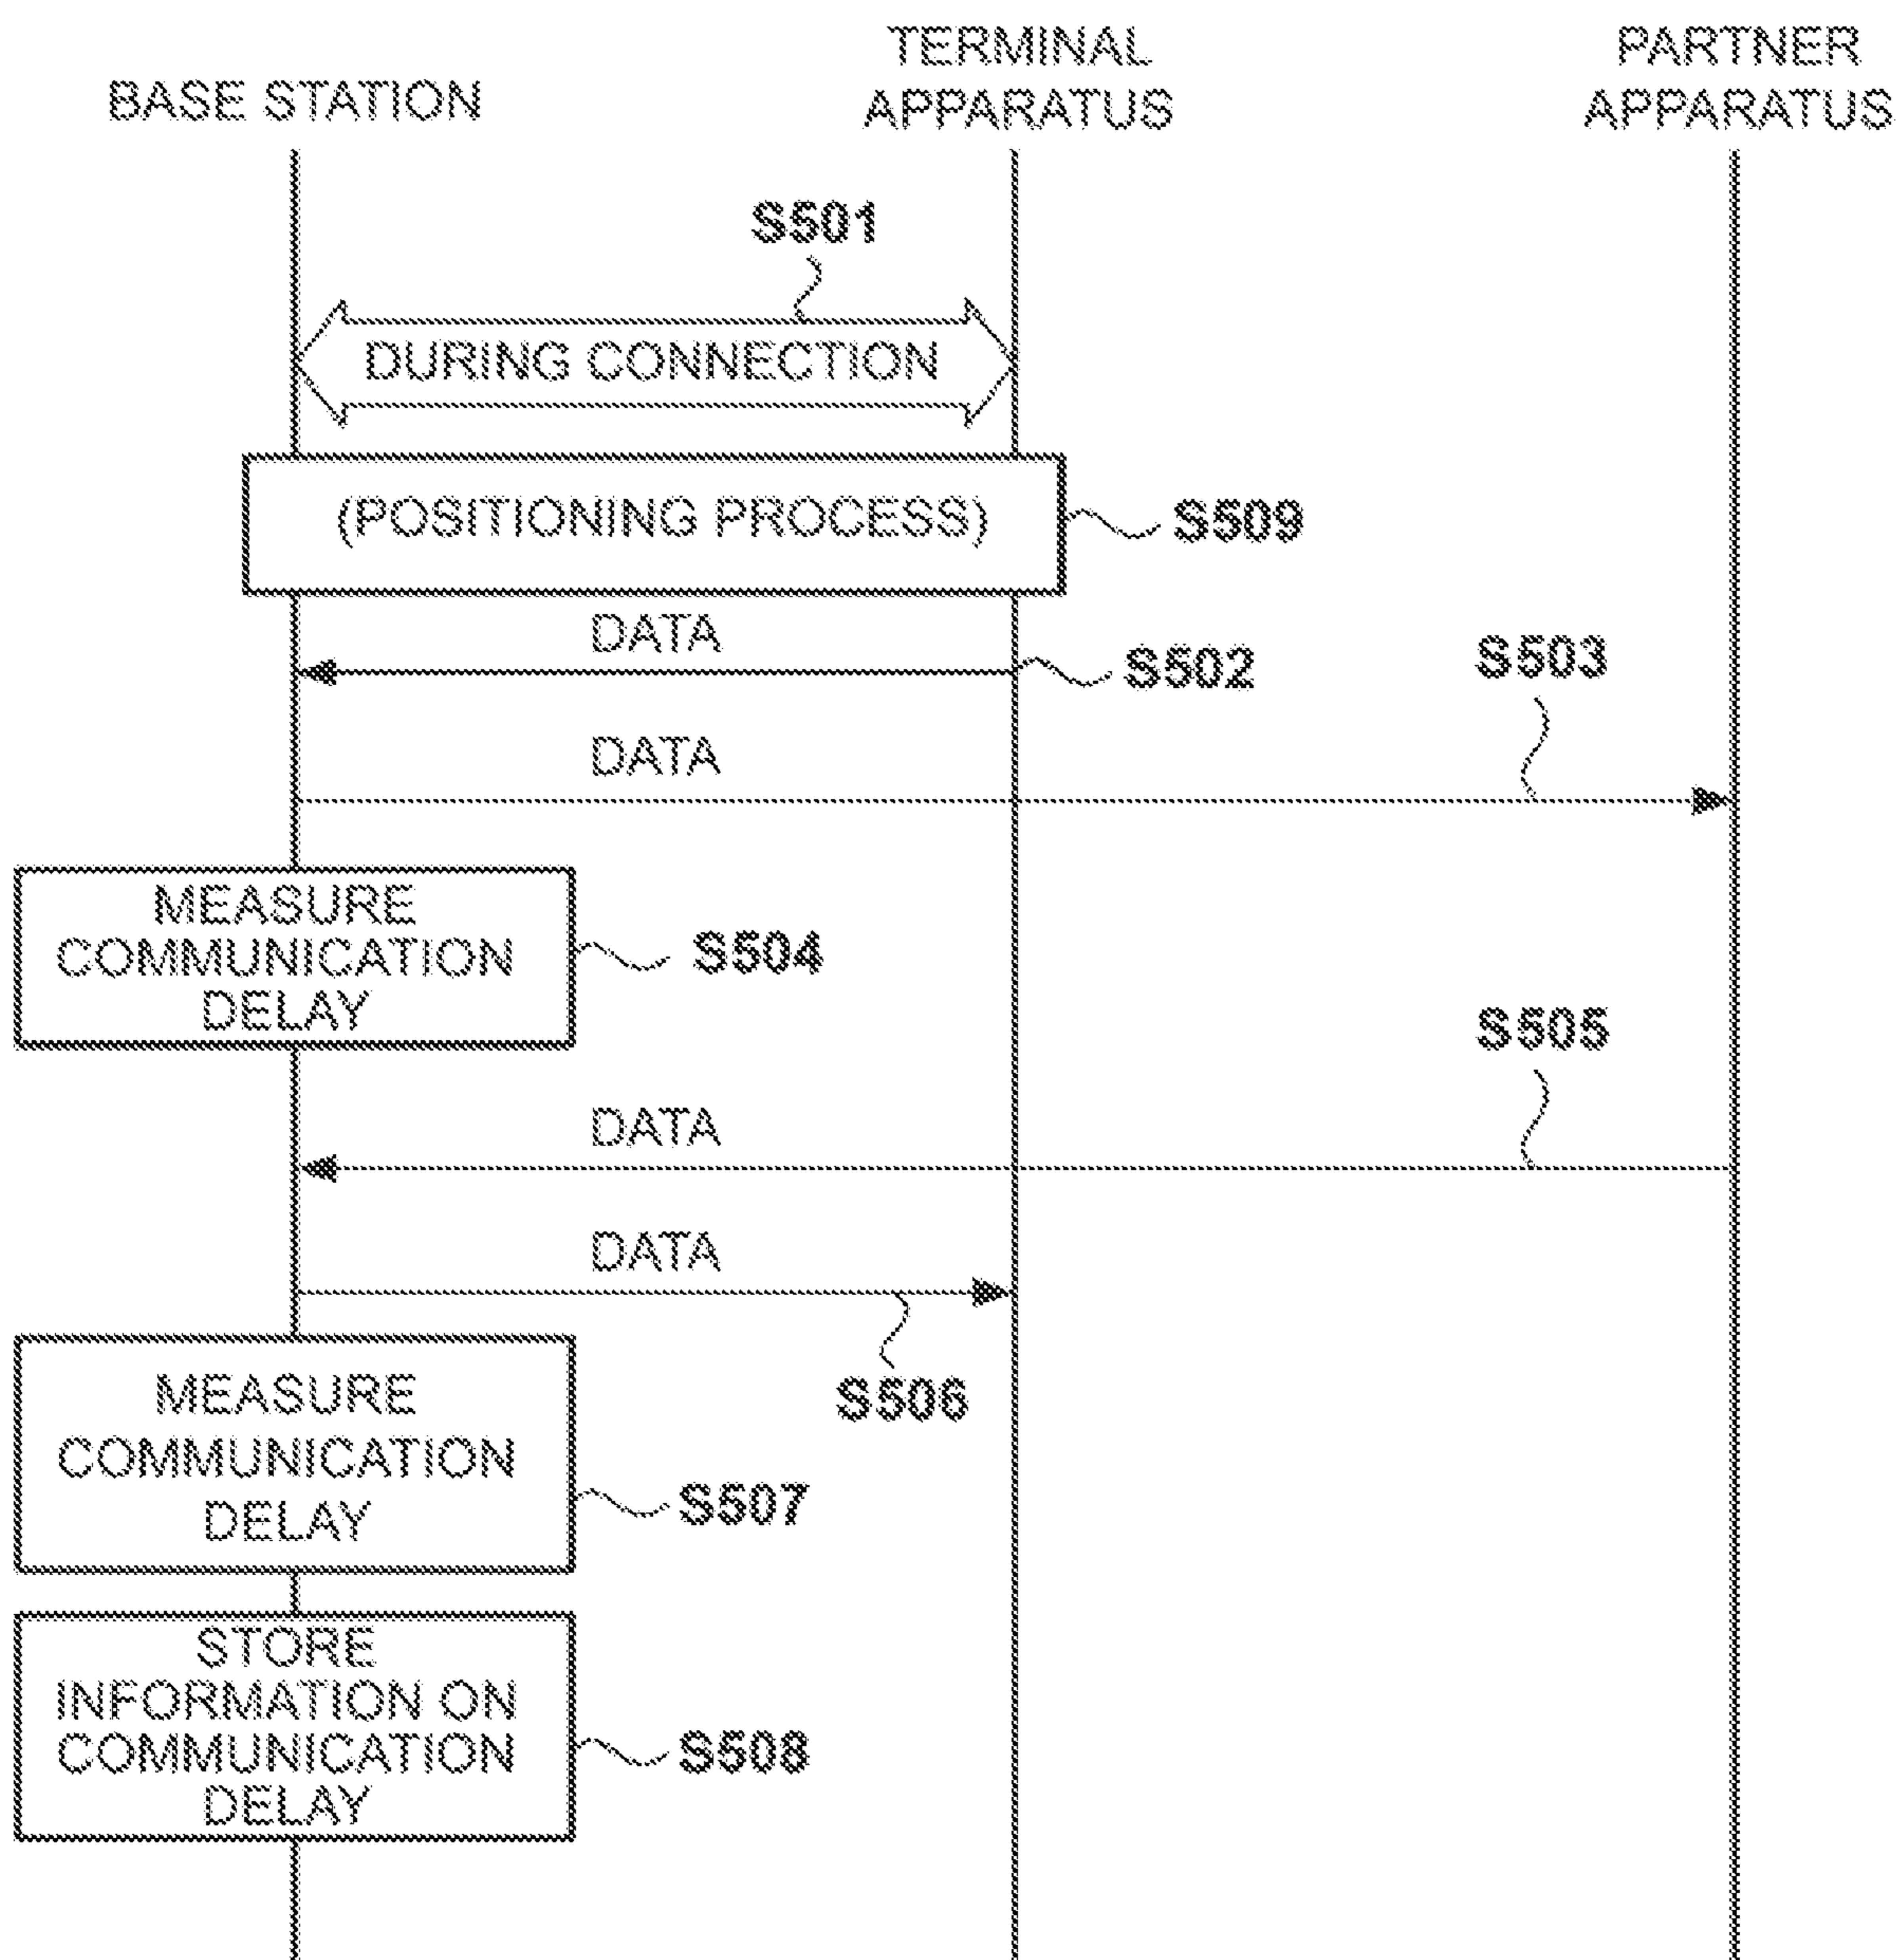 BASE STATION
TERMINAL
APPARATUS
PARTNER
APPARATUS
S501
DURING CONNECTION
(POSITIONING PROCESS)
S509
DATA
S502
S503
DATA
MEASURE
COMMUNICATION
DELAY
S504
S505
DATA
DATA
S506
MEASURE
COMMUNICATION
DELAY
S507
STORE
INFORMATION ON
COMMUNICATION
DELAY
S508